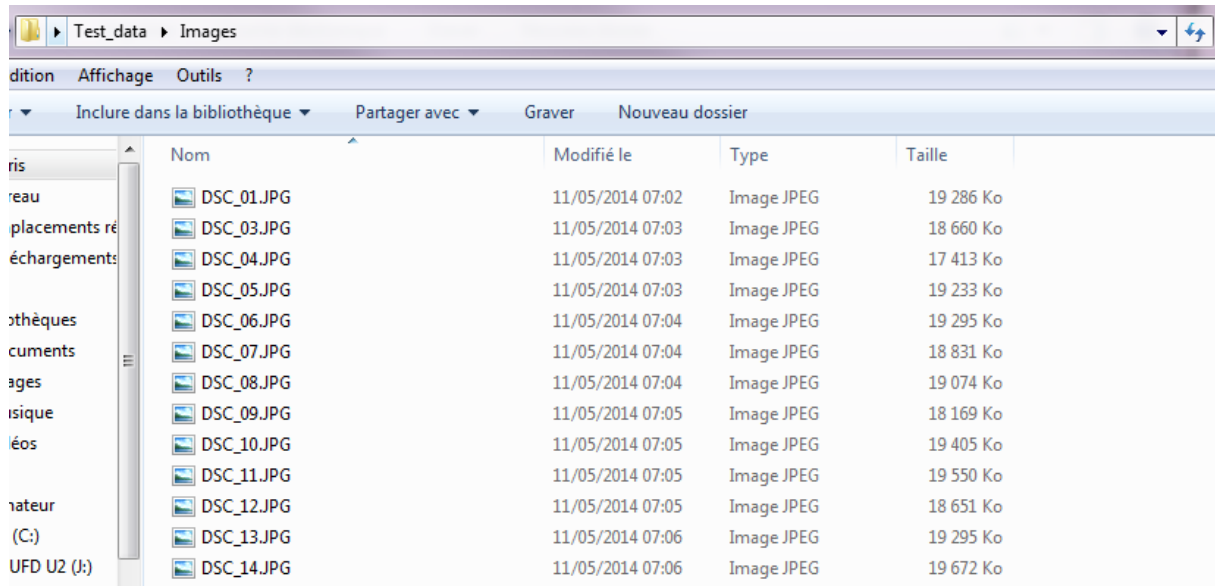 Test_data Images
dition Affichage Outils ?
r Inclure dans la bibliothèque Partager avec Graver Nouveau dossier
Nom Modifié le Type Taille
ris
reau
DSC_01.JPG 11/05/2014 07:02 Image JPEG 19 286 Ko
placements ré
DSC_03.JPG 11/05/2014 07:03 Image JPEG 18 660 Ko
échargements
DSC_04.JPG 11/05/2014 07:03 Image JPEG 17 413 Ko
DSC_05.JPG 11/05/2014 07:03 Image JPEG 19 233 Ko
othèques
DSC_06.JPG 11/05/2014 07:04 Image JPEG 19 295 Ko
cuments
DSC_07.JPG 11/05/2014 07:04 Image JPEG 18 831 Ko
ages
DSC_08.JPG 11/05/2014 07:04 Image JPEG 19 074 Ko
usique
DSC_09.JPG 11/05/2014 07:05 Image JPEG 18 169 Ko
léos
DSC_10.JPG 11/05/2014 07:05 Image JPEG 19 405 Ko
DSC_11.JPG 11/05/2014 07:05 Image JPEG 19 550 Ko
nateur
DSC_12.JPG 11/05/2014 07:05 Image JPEG 18 651 Ko
(C:)
DSC_13.JPG 11/05/2014 07:06 Image JPEG 19 295 Ko
UFD U2 (J:)
DSC_14.JPG 11/05/2014 07:06 Image JPEG 19 672 Ko